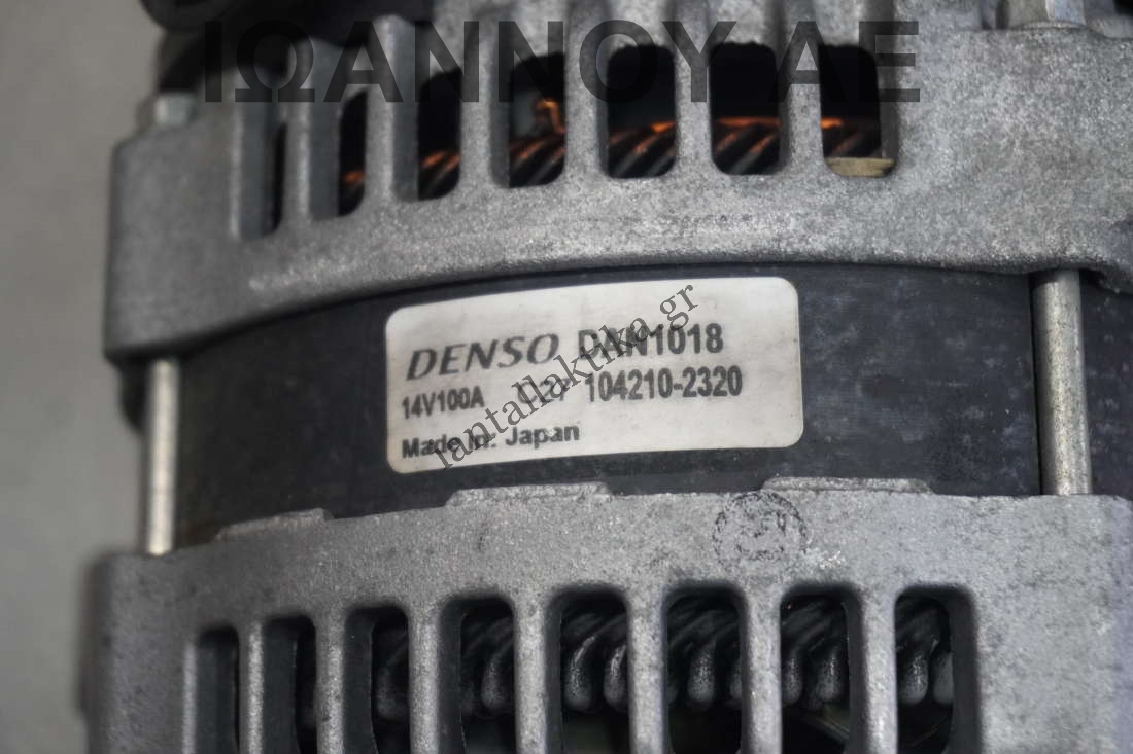 ΙΩΑΝΝΟΥ ΑΕ
DENSO DAN1018
14V100A 104210-2320
Made in Japan
antallaktika.gr